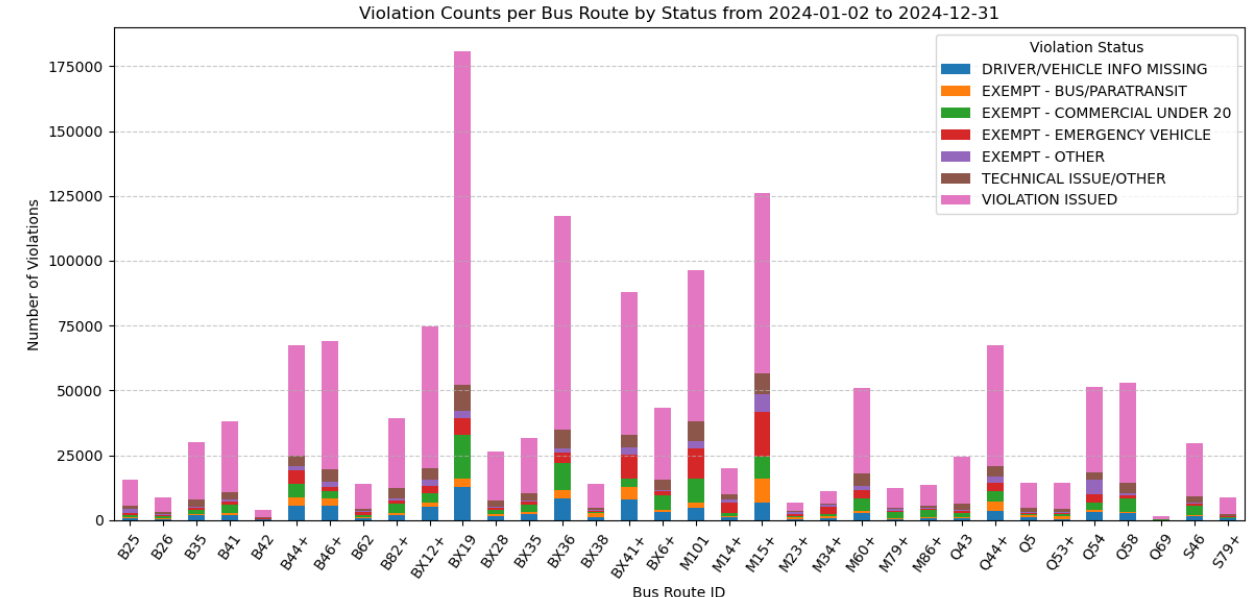 Violation Counts per Bus Route by Status from 2024-01-02 to 2024-12-31
Violation Status
DRIVER/VEHICLE INFO MISSING
EXEMPT - BUS/PARATRANSIT
EXEMPT - COMMERCIAL UNDER 20
EXEMPT - EMERGENCY VEHICLE
EXEMPT - OTHER
TECHNICAL ISSUE/OTHER
VIOLATION ISSUED
Number of Violations
175000
150000
125000
100000
75000
50000
25000
0
B25
B26
B35
B41
B42
B44+
B46+
B62
B82+
BX12+
BX19
BX28
BX35
BX36
BX38
BX41+
BX6+
M101
M14+
M15+
M23+
M34+
M60+
M79+
M86+
Q43
Q44+
Q5
Q53+
Q54
Q58
Q69
S46
S79+
Bus Route ID